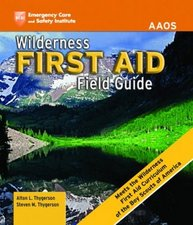 Emergency Care
and Safety Institute
AAOS
Wilderness
FIRST AID
Field Guide
Alton L. Thygerson
Steven M. Thygerson
Meets the Wilderness
First Aid Curriculum
of the Boy Scouts of America